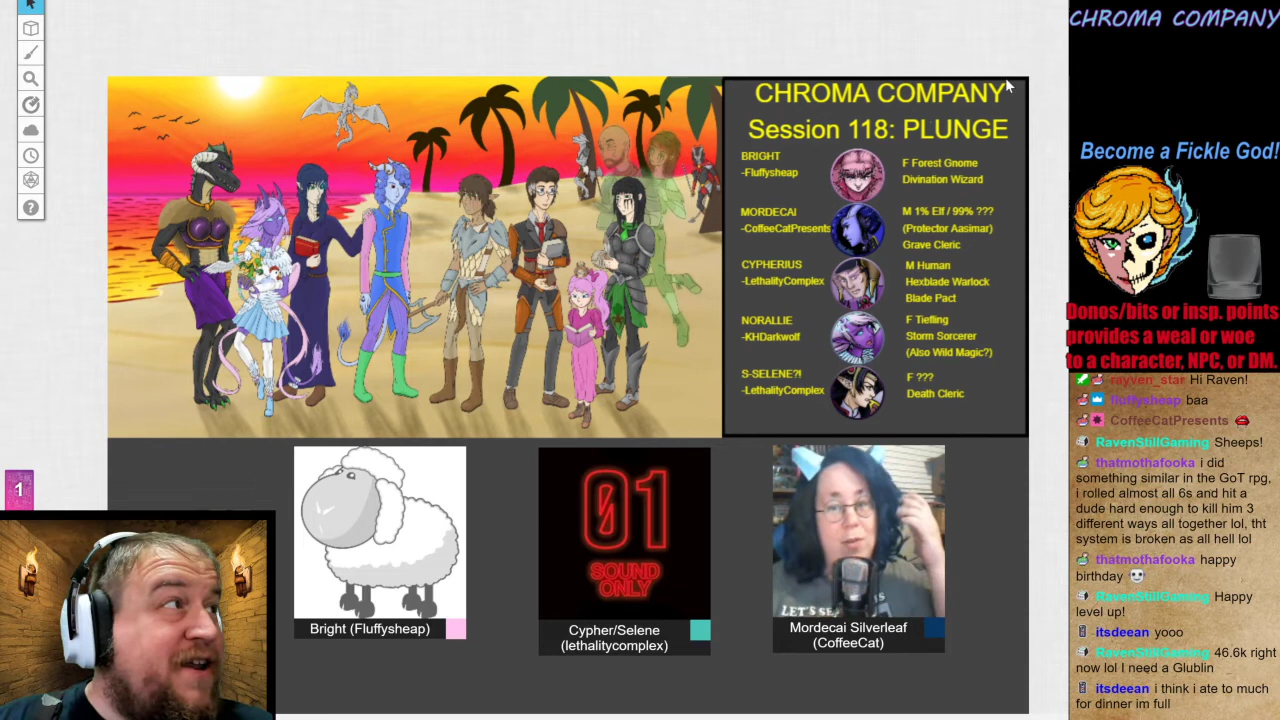 CHROMA COMPANY
Session 118: PLUNGE
BRIGHT
-Fluffysheap
F Forest Gnome
Divination Wizard
MORDECAI
-CoffeeCatPresents
M 1% Elf / 99% ???
(Protector Aasimar)
Grave Cleric
CYPHERIUS
-LethalityComplex
M Human
Hexblade Warlock
Blade Pact
NORALLIE
-KHDarkwolf
F Tiefling
Storm Sorcerer
(Also Wild Magic?)
S-SELENE?!
-LethalityComplex
F ???
Death Cleric
1
Bright (Fluffysheap)
01
SOUND
ONLY
Cypher/Selene
(lethalitycomplex)
LET'S
Mordecai Silverleaf
(CoffeeCat)
CHROMA COMPANY
Become a Fickle God!
Donos/bits or insp. points
provides a weal or woe
to a character, NPC, or DM.
rayven_star Hi Raven!
fluffysheap baa
CoffeeCatPresents
RavenStillGaming Sheeps!
thatmothafooka i did
something similar in the GoT rpg,
i rolled almost all 6s and hit a
dude hard enough to kill him 3
different ways all together lol, tht
system is broken as all hell lol
thatmothafooka happy
birthday
RavenStillGaming Happy
level up!
itsdeean yooo
RavenStillGaming 46.6k right
now lol I need a Glublin
itsdeean i think i ate to much
for dinner im full